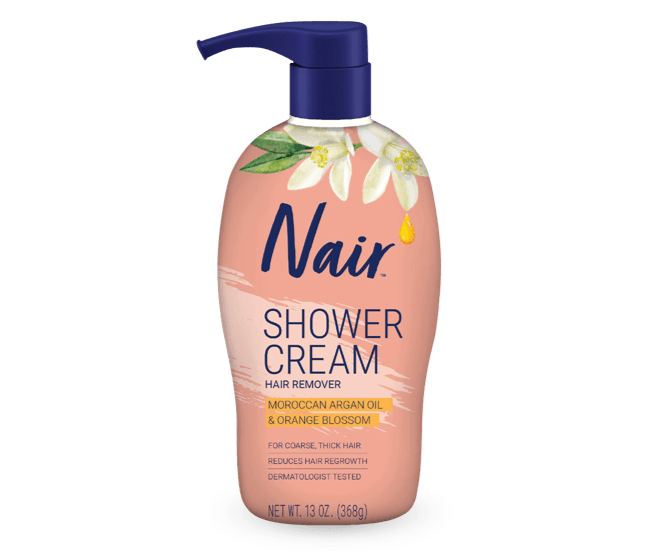 Nair™
SHOWER
CREAM
HAIR REMOVER
MOROCCAN ARGAN OIL
& ORANGE BLOSSOM
FOR COARSE, THICK HAIR
REDUCES HAIR REGROWTH
DERMATOLOGIST TESTED
NET WT. 13 OZ. (368g)